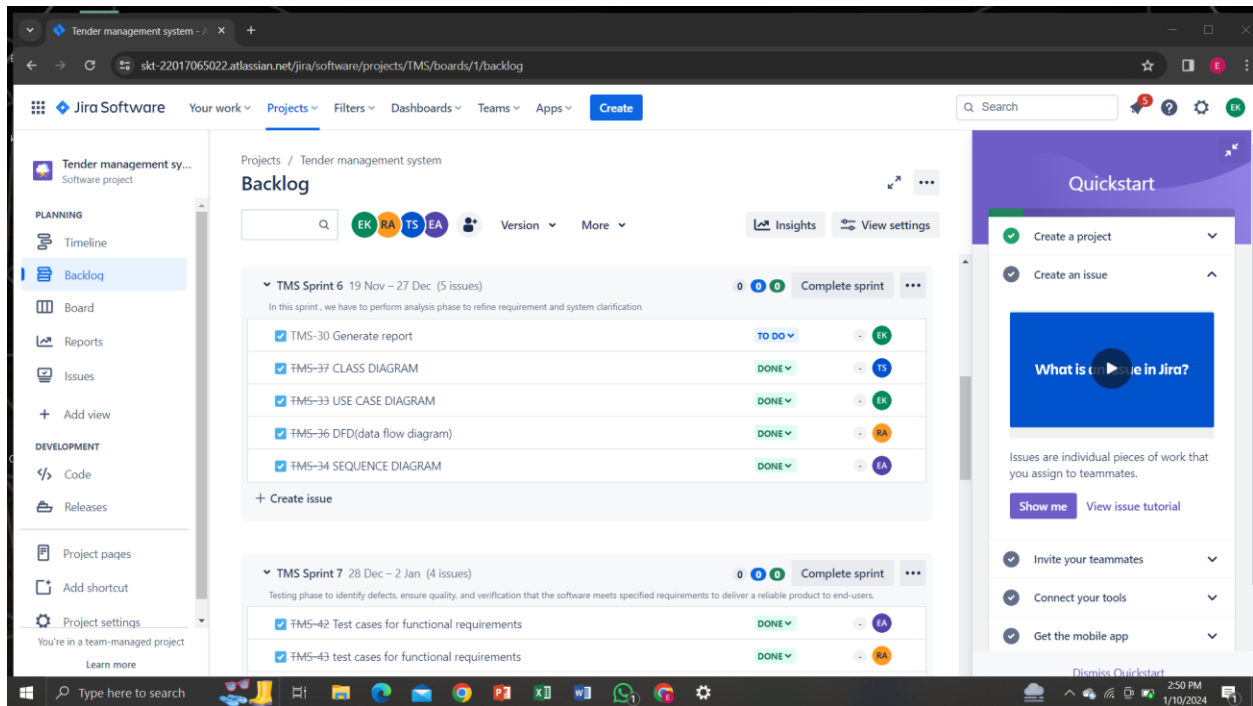 Tender management system - A
skt-22017065022.atlassian.net/jira/software/projects/TMS/boards/1/backlog
E
Jira Software Your work Projects Filters Dashboards Teams Apps Create Search 5 EK
Tender management sy...
Software project
PLANNING
Timeline
Backlog
Board
Reports
Issues
Add view
DEVELOPMENT
Code
Releases
Project pages
Add shortcut
Project settings
You're in a team-managed project
Learn more
Projects / Tender management system
Backlog
EK RA TS EA Version More Insights View settings
TMS Sprint 6 19 Nov – 27 Dec (5 issues) 0 0 0 Complete sprint
In this sprint , we have to perform analysis phase to refine requirement and system clarification
TMS-30 Generate report TO DO - EK
TMS-37 CLASS DIAGRAM DONE - TS
TMS-33 USE CASE DIAGRAM DONE - EK
TMS-36 DFD(data flow diagram) DONE - RA
TMS-34 SEQUENCE DIAGRAM DONE - EA
+ Create issue
TMS Sprint 7 28 Dec – 2 Jan (4 issues) 0 0 0 Complete sprint
Testing phase to identify defects, ensure quality, and verification that the software meets specified requirements to deliver a reliable product to end-users.
TMS-42 Test cases for functional requirements DONE - EA
TMS-43 test cases for functional requirements DONE - RA
Quickstart
Create a project
Create an issue
What is an issue in Jira?
Issues are individual pieces of work that
you assign to teammates.
Show me View issue tutorial
Invite your teammates
Connect your tools
Get the mobile app
Dismiss Quickstart
Type here to search
2:50 PM
1/10/2024